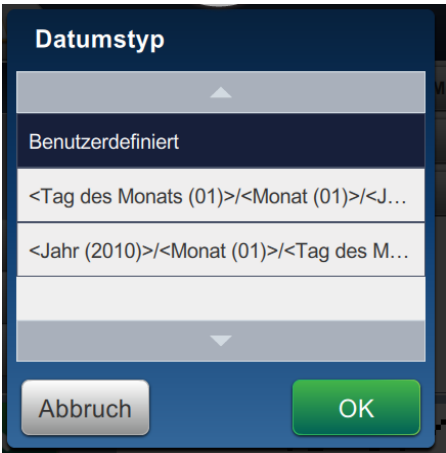 Datumstyp
Benutzerdefiniert
<Tag des Monats (01)>/<Monat (01)>/<J...
<Jahr (2010)>/<Monat (01)>/<Tag des M...
Abbruch
OK